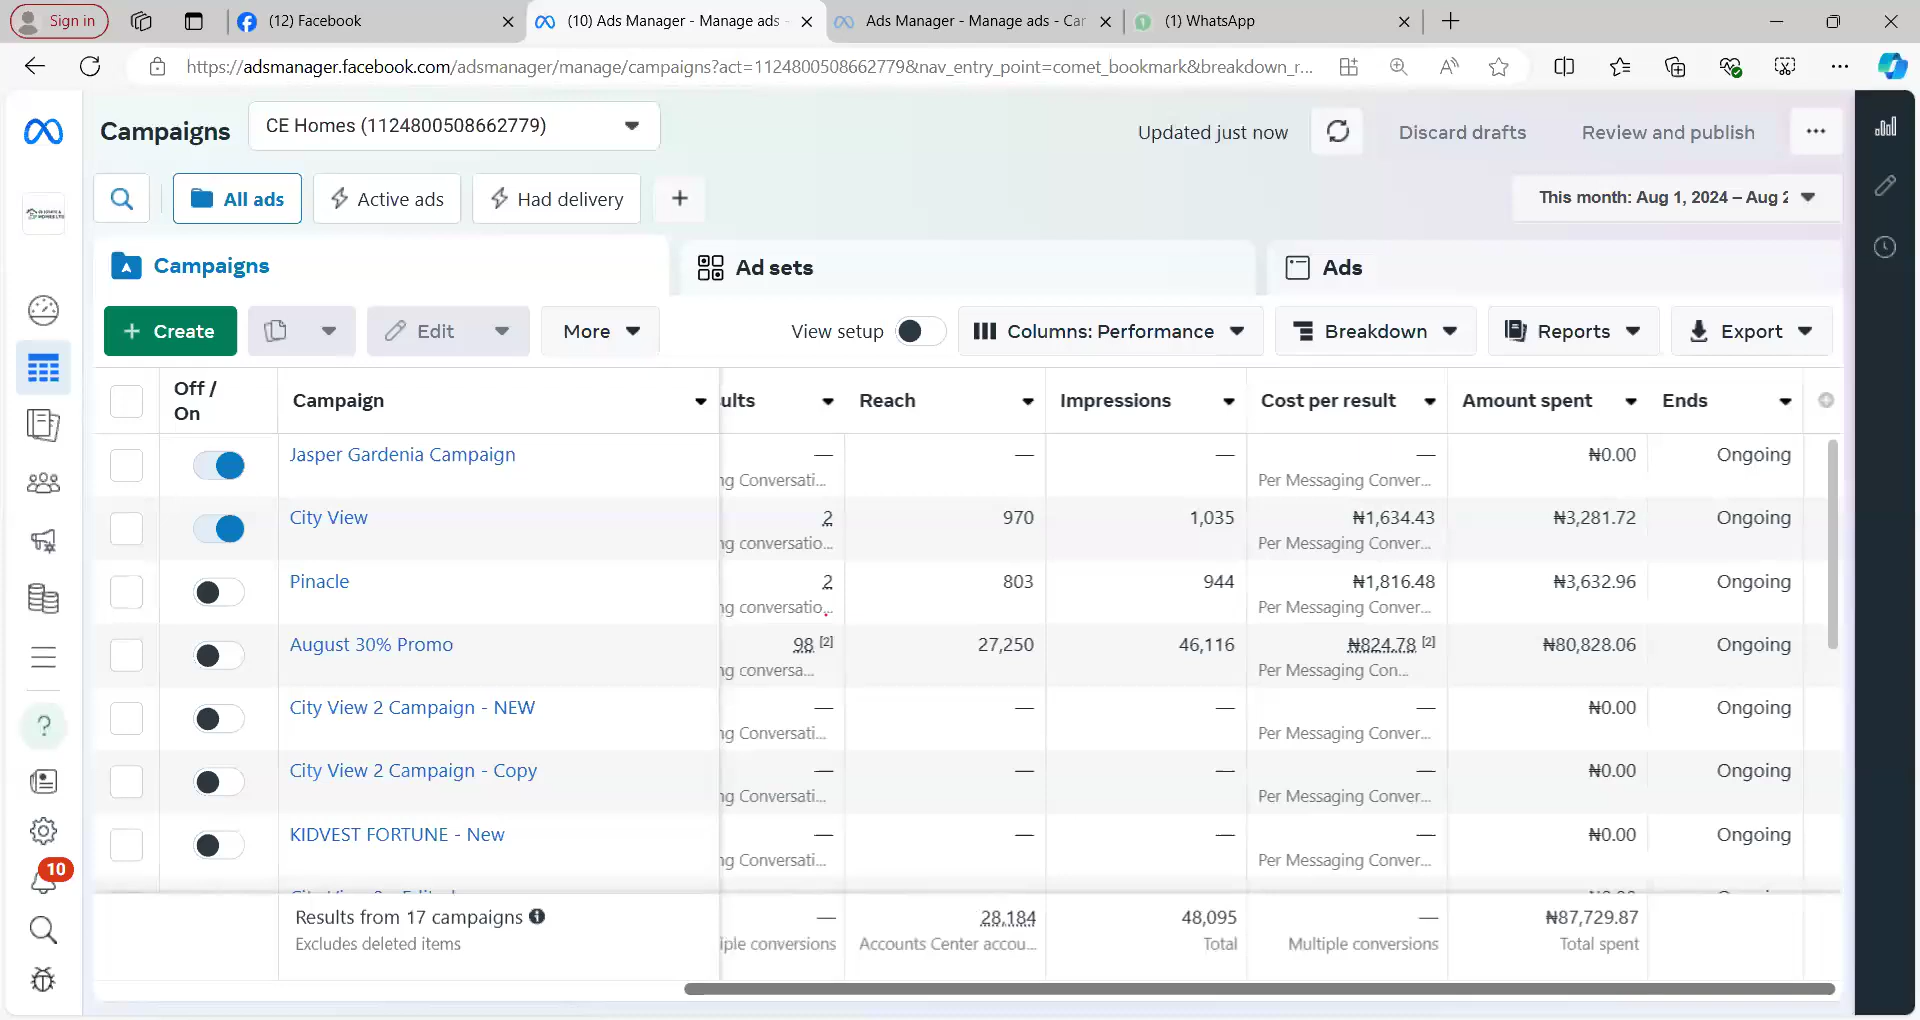 Sign in
(12) Facebook
(10) Ads Manager - Manage ads -
Ads Manager - Manage ads - Car
(1) WhatsApp
https://adsmanager.facebook.com/adsmanager/manage/campaigns?act=1124800508662779&nav_entry_point=comet_bookmark&breakdown_r...
Campaigns
CE Homes (1124800508662779)
Updated just now
Discard drafts
Review and publish
All ads
Active ads
Had delivery
This month: Aug 1, 2024 – Aug 2
Campaigns
Ad sets
Ads
+ Create
Edit
More
View setup
Columns: Performance
Breakdown
Reports
Export
Off / On
Campaign
ults
Reach
Impressions
Cost per result
Amount spent
Ends
Jasper Gardenia Campaign
—
—
—
—
₦0.00
Ongoing
ng Conversati...
Per Messaging Conver...
City View
2
970
1,035
₦1,634.43
₦3,281.72
Ongoing
ng conversatio...
Per Messaging Conver...
Pinacle
2
803
944
₦1,816.48
₦3,632.96
Ongoing
ng conversatio...
Per Messaging Conver...
August 30% Promo
98 [2]
27,250
46,116
₦824.78 [2]
₦80,828.06
Ongoing
ng conversa...
Per Messaging Con...
City View 2 Campaign - NEW
—
—
—
—
₦0.00
Ongoing
ng Conversati...
Per Messaging Conver...
City View 2 Campaign - Copy
—
—
—
—
₦0.00
Ongoing
ng Conversati...
Per Messaging Conver...
KIDVEST FORTUNE - New
—
—
—
—
₦0.00
Ongoing
ng Conversati...
Per Messaging Conver...
10
Results from 17 campaigns
—
28,184
48,095
—
₦87,729.87
Excludes deleted items
iple conversions
Accounts Center accou...
Total
Multiple conversions
Total spent